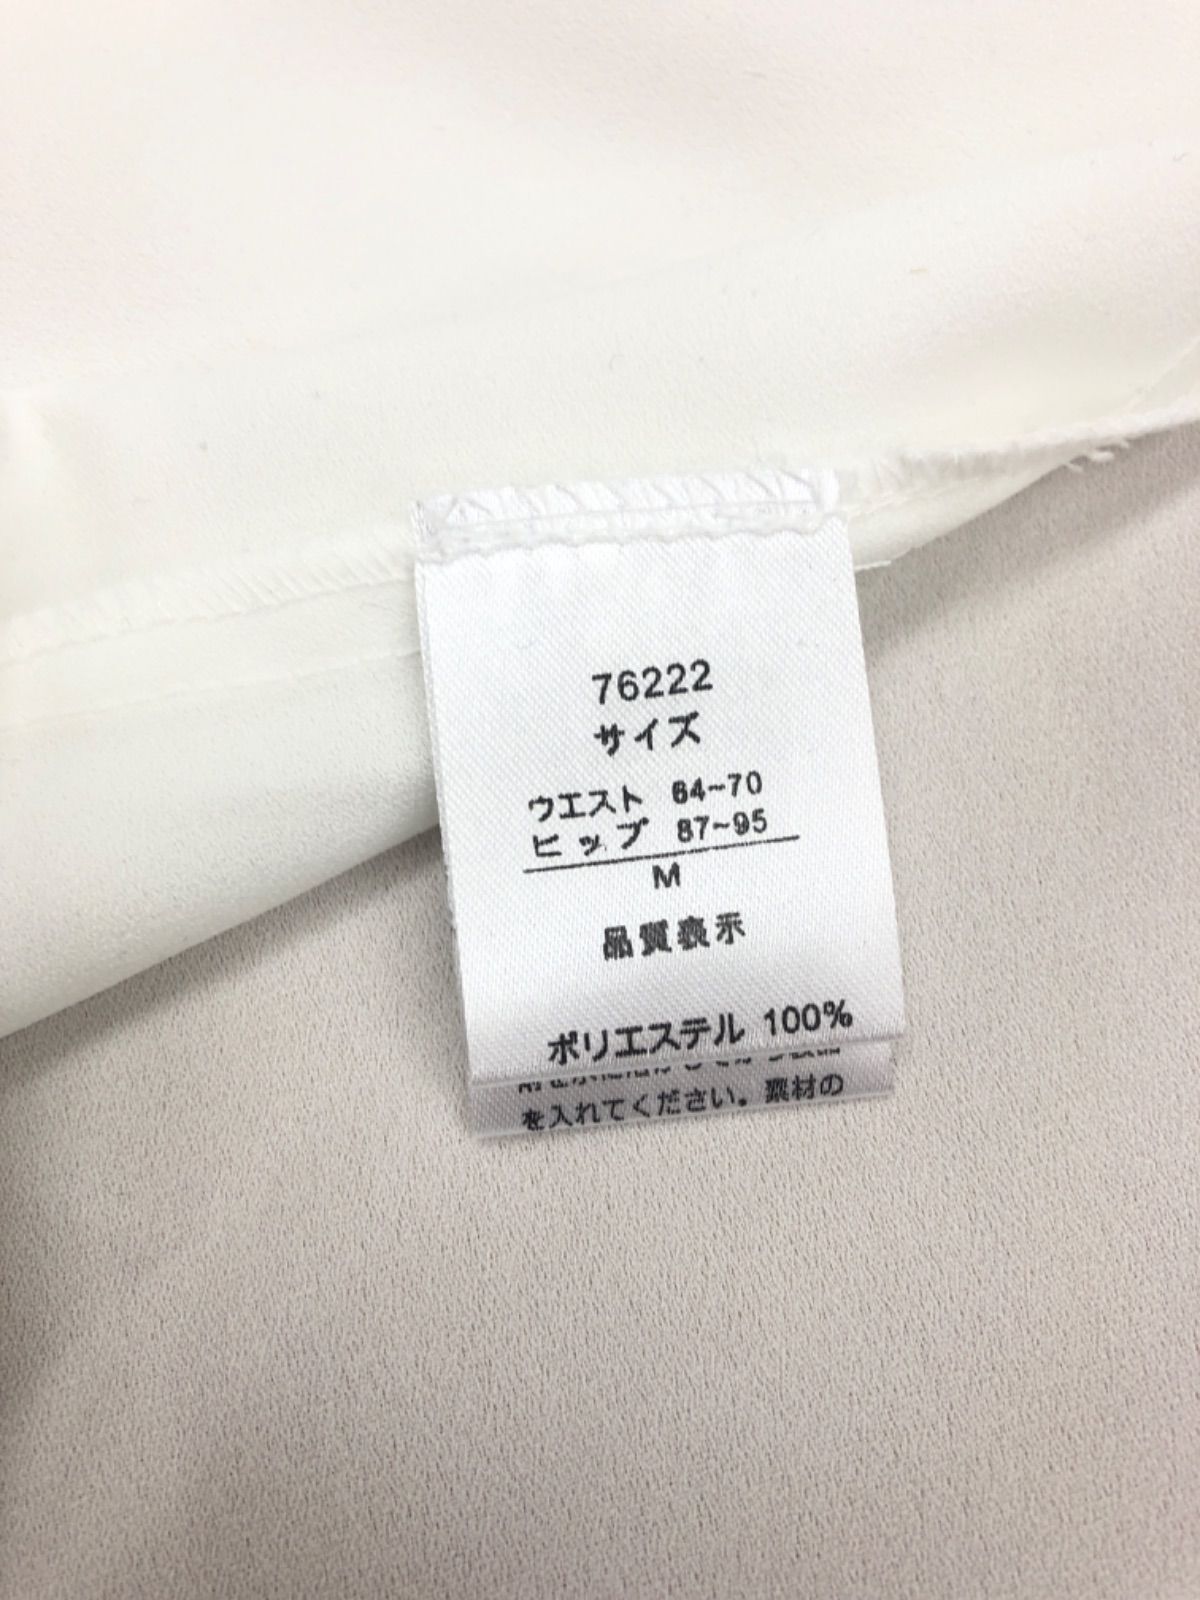 76222
サイズ
ウエスト 64~70
ヒップ 87~95
M
品質表示
ポリエステル 100%
を入れてください。素材の